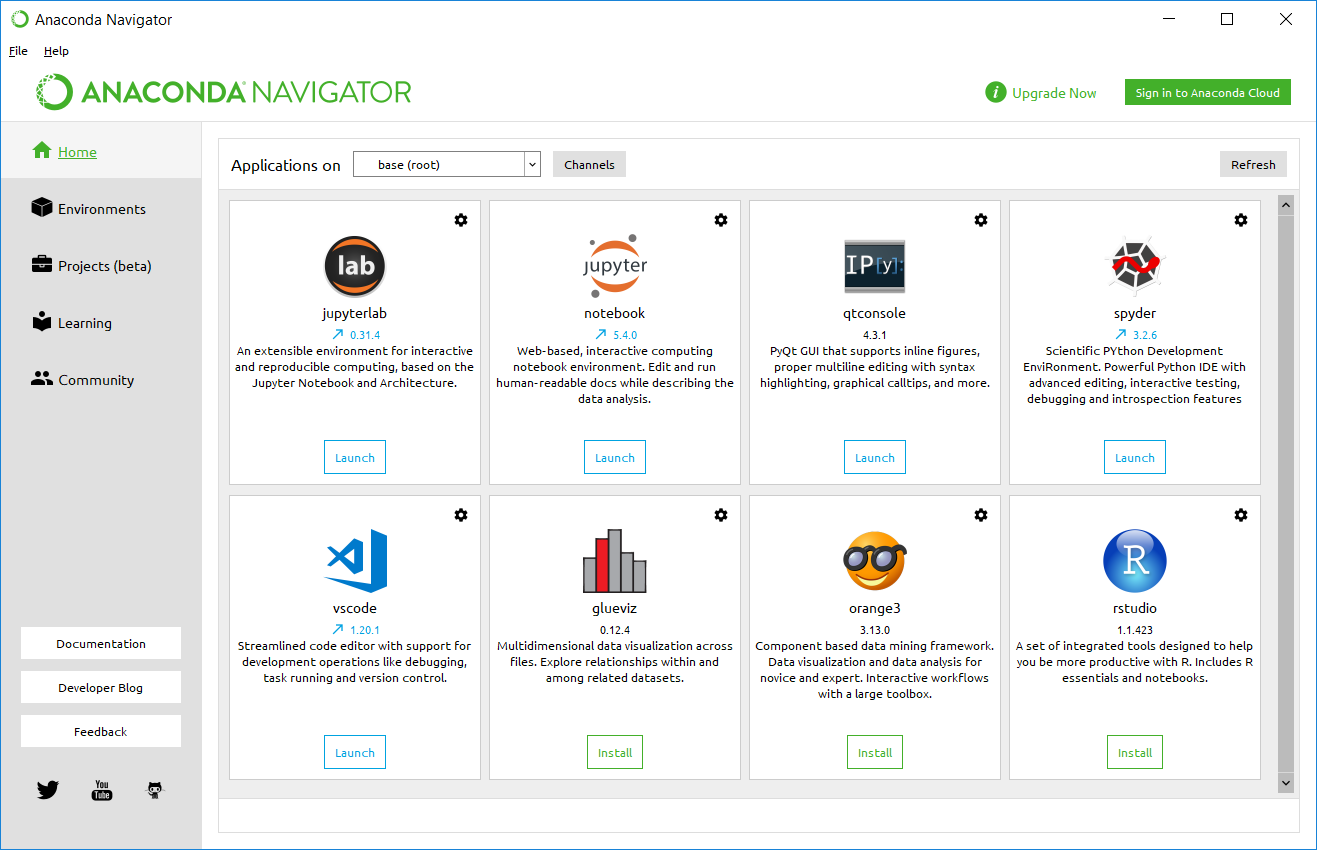 Anaconda Navigator
File Help
ANACONDA NAVIGATOR
Upgrade Now
Sign in to Anaconda Cloud
Home
Environments
Projects (beta)
Learning
Community
Documentation
Developer Blog
Feedback
You
Tube
Applications on
base (root)
Channels
Refresh
lab
jupyterlab
0.31.4
An extensible environment for interactive
and reproducible computing, based on the
Jupyter Notebook and Architecture.
Launch
jupyter
notebook
5.4.0
Web-based, interactive computing
notebook environment. Edit and run
human-readable docs while describing the
data analysis.
Launch
IP[y]:
qtconsole
4.3.1
PyQt GUI that supports inline figures,
proper multiline editing with syntax
highlighting, graphical calltips, and more.
Launch
spyder
3.2.6
Scientific PYthon Development
EnviRonment. Powerful Python IDE with
advanced editing, interactive testing,
debugging and introspection features
Launch
vscode
1.20.1
Streamlined code editor with support for
development operations like debugging,
task running and version control.
Launch
glueviz
0.12.4
Multidimensional data visualization across
files. Explore relationships within and
among related datasets.
Install
orange3
3.13.0
Component based data mining framework.
Data visualization and data analysis for
novice and expert. Interactive workflows
with a large toolbox.
Install
R
rstudio
1.1.423
A set of integrated tools designed to help
you be more productive with R. Includes R
essentials and notebooks.
Install